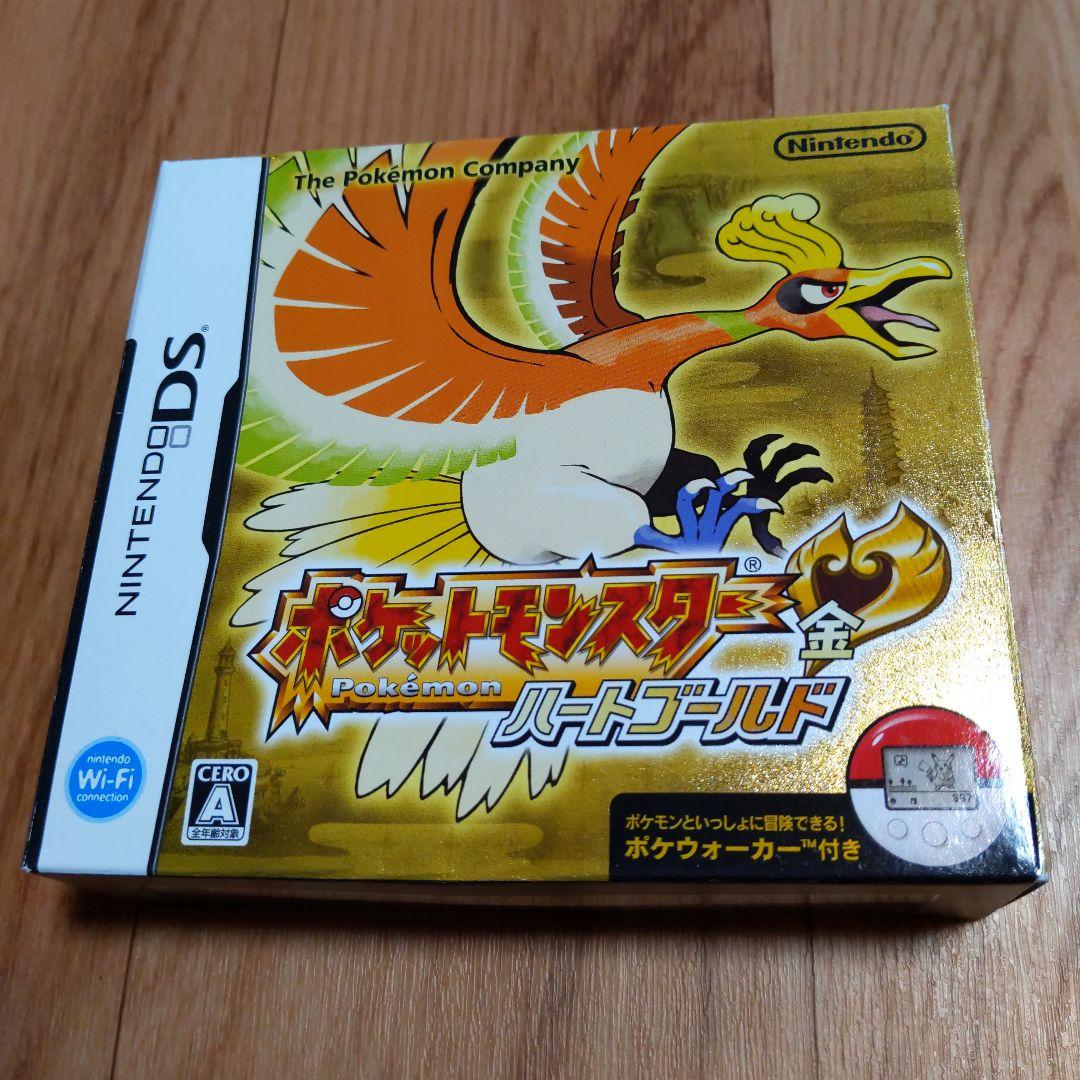 The Pokémon Company
Nintendo®
NINTENDO DS®
ポケットモンスター®
Pokémon
金
ハートゴールド
nintendo
Wi-Fi
connection
CERO
A
全年齢対象
ポケモンといっしょに冒険できる!
ポケウォーカー™付き